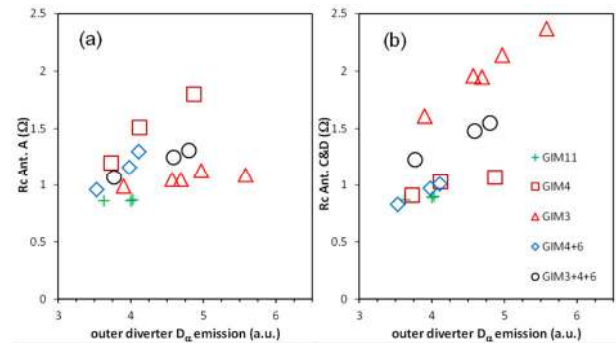 (a)
2.5
2
1.5
1
0.5
0
Rc Ant. A (Ω)
3 4 5 6
outer diverter Dα emission (a.u.)
(b)
2.5
2
1.5
1
0.5
0
Rc Ant. C&D (Ω)
3 4 5 6
outer diverter Dα emission (a.u.)
GIM11
GIM4
GIM3
GIM4+6
GIM3+4+6